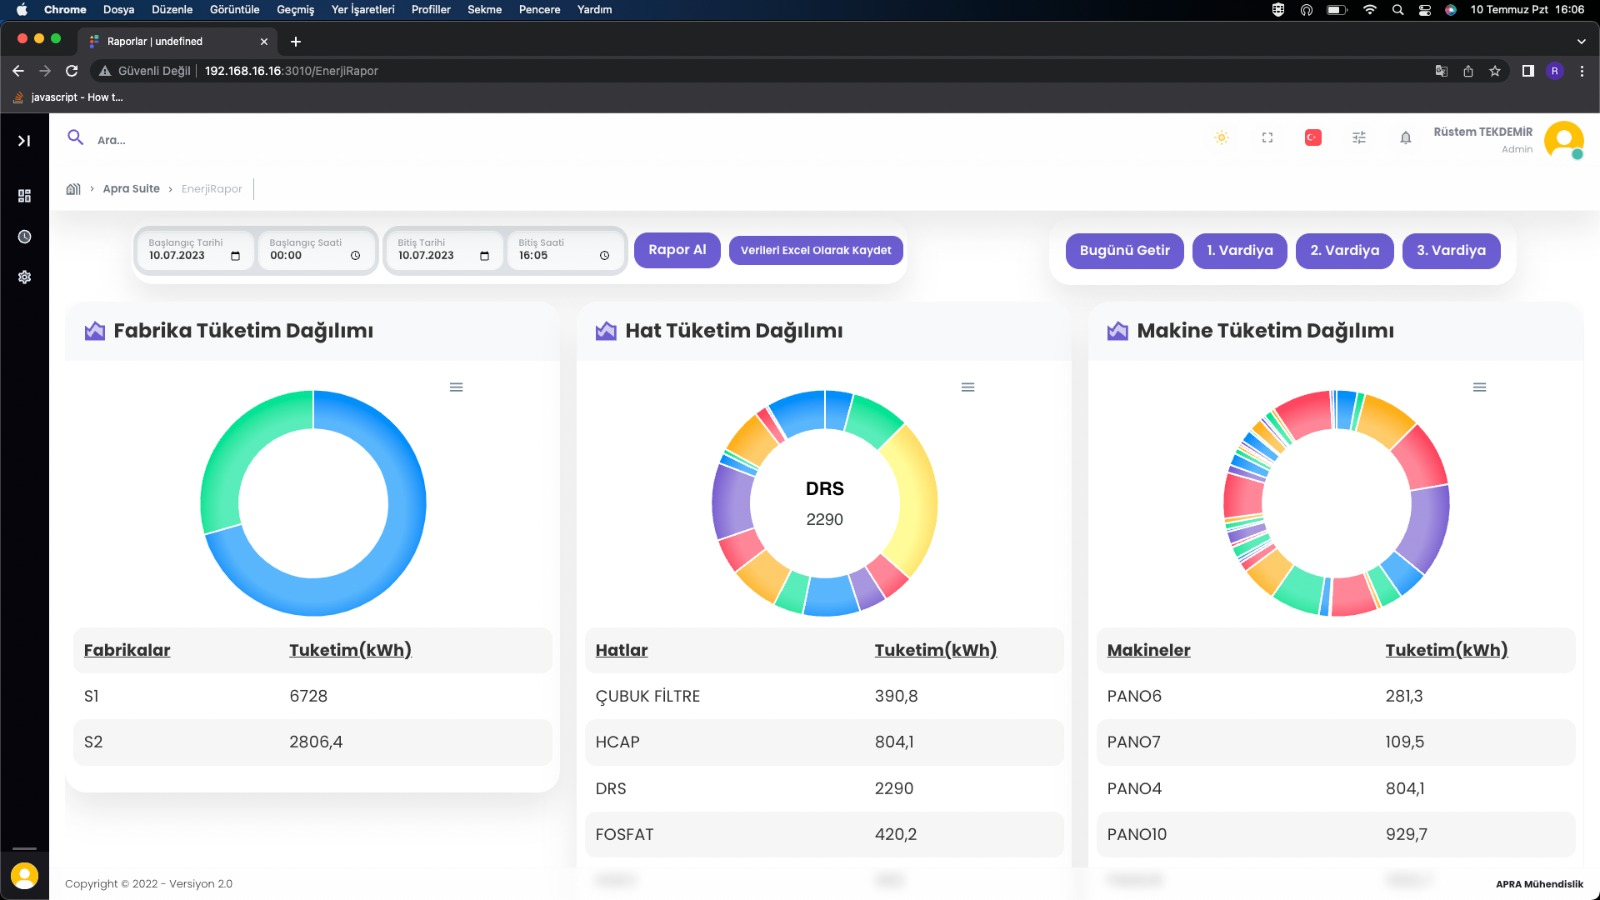 Chrome Dosya Düzenle Görüntüle Geçmiş Yer İşaretleri Profiller Sekme Pencere Yardım 10 Temmuz Pzt 16:06
Raporlar | undefined
Güvenli Değil 192.168.16.16:3010/EnerjiRapor R
javascript - How t...
Ara...
Rüstem TEKDEMİR
Admin
Apra Suite > EnerjiRapor
Başlangıç Tarihi
10.07.2023
Başlangıç Saati
00:00
Bitiş Tarihi
10.07.2023
Bitiş Saati
16:05
Rapor Al
Verileri Excel Olarak Kaydet
Bugünü Getir
1. Vardiya
2. Vardiya
3. Vardiya
Fabrika Tüketim Dağılımı
Fabrikalar Tuketim(kWh)
S1 6728
S2 2806,4
Hat Tüketim Dağılımı
DRS
2290
Hatlar Tuketim(kWh)
ÇUBUK FİLTRE 390,8
HCAP 804,1
DRS 2290
FOSFAT 420,2
Makine Tüketim Dağılımı
Makineler Tuketim(kWh)
PANO6 281,3
PANO7 109,5
PANO4 804,1
PANO10 929,7
Copyright © 2022 - Versiyon 2.0
APRA Mühendislik